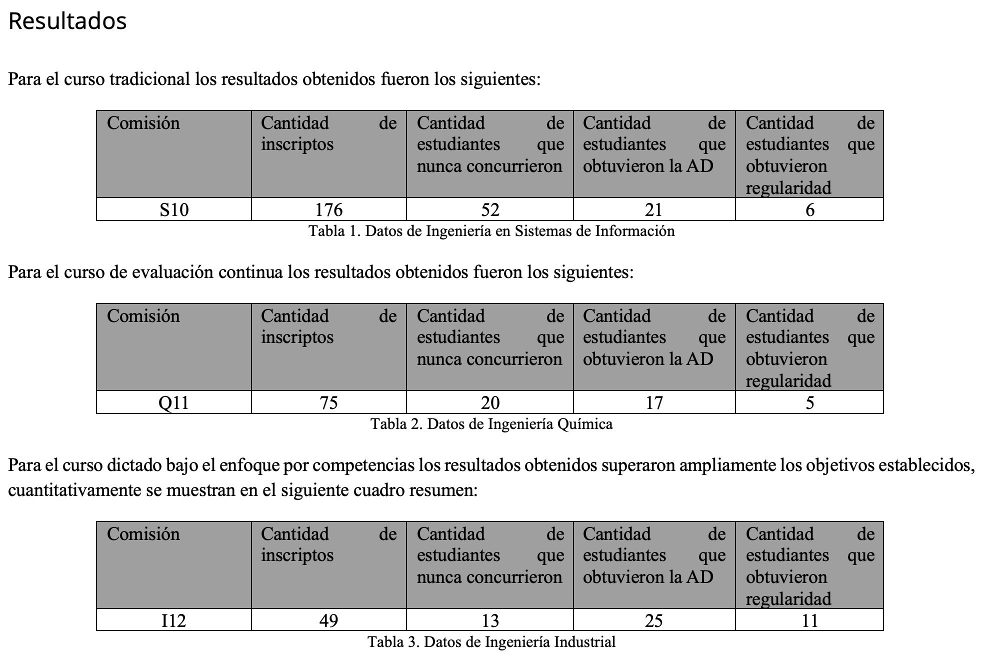 Resultados
Para el curso tradicional los resultados obtenidos fueron los siguientes:
Comisión
Cantidad de
inscriptos
Cantidad de
estudiantes que
nunca concurrieron
Cantidad de
estudiantes que
obtuvieron la AD
Cantidad de
estudiantes que
obtuvieron
regularidad
S10 176 52 21 6
Tabla 1. Datos de Ingeniería en Sistemas de Información
Para el curso de evaluación continua los resultados obtenidos fueron los siguientes:
Comisión
Cantidad de
inscriptos
Cantidad de
estudiantes que
nunca concurrieron
Cantidad de
estudiantes que
obtuvieron la AD
Cantidad de
estudiantes que
obtuvieron
regularidad
Q11 75 20 17 5
Tabla 2. Datos de Ingeniería Química
Para el curso dictado bajo el enfoque por competencias los resultados obtenidos superaron ampliamente los objetivos establecidos,
cuantitativamente se muestran en el siguiente cuadro resumen:
Comisión
Cantidad de
inscriptos
Cantidad de
estudiantes que
nunca concurrieron
Cantidad de
estudiantes que
obtuvieron la AD
Cantidad de
estudiantes que
obtuvieron
regularidad
I12 49 13 25 11
Tabla 3. Datos de Ingeniería Industrial